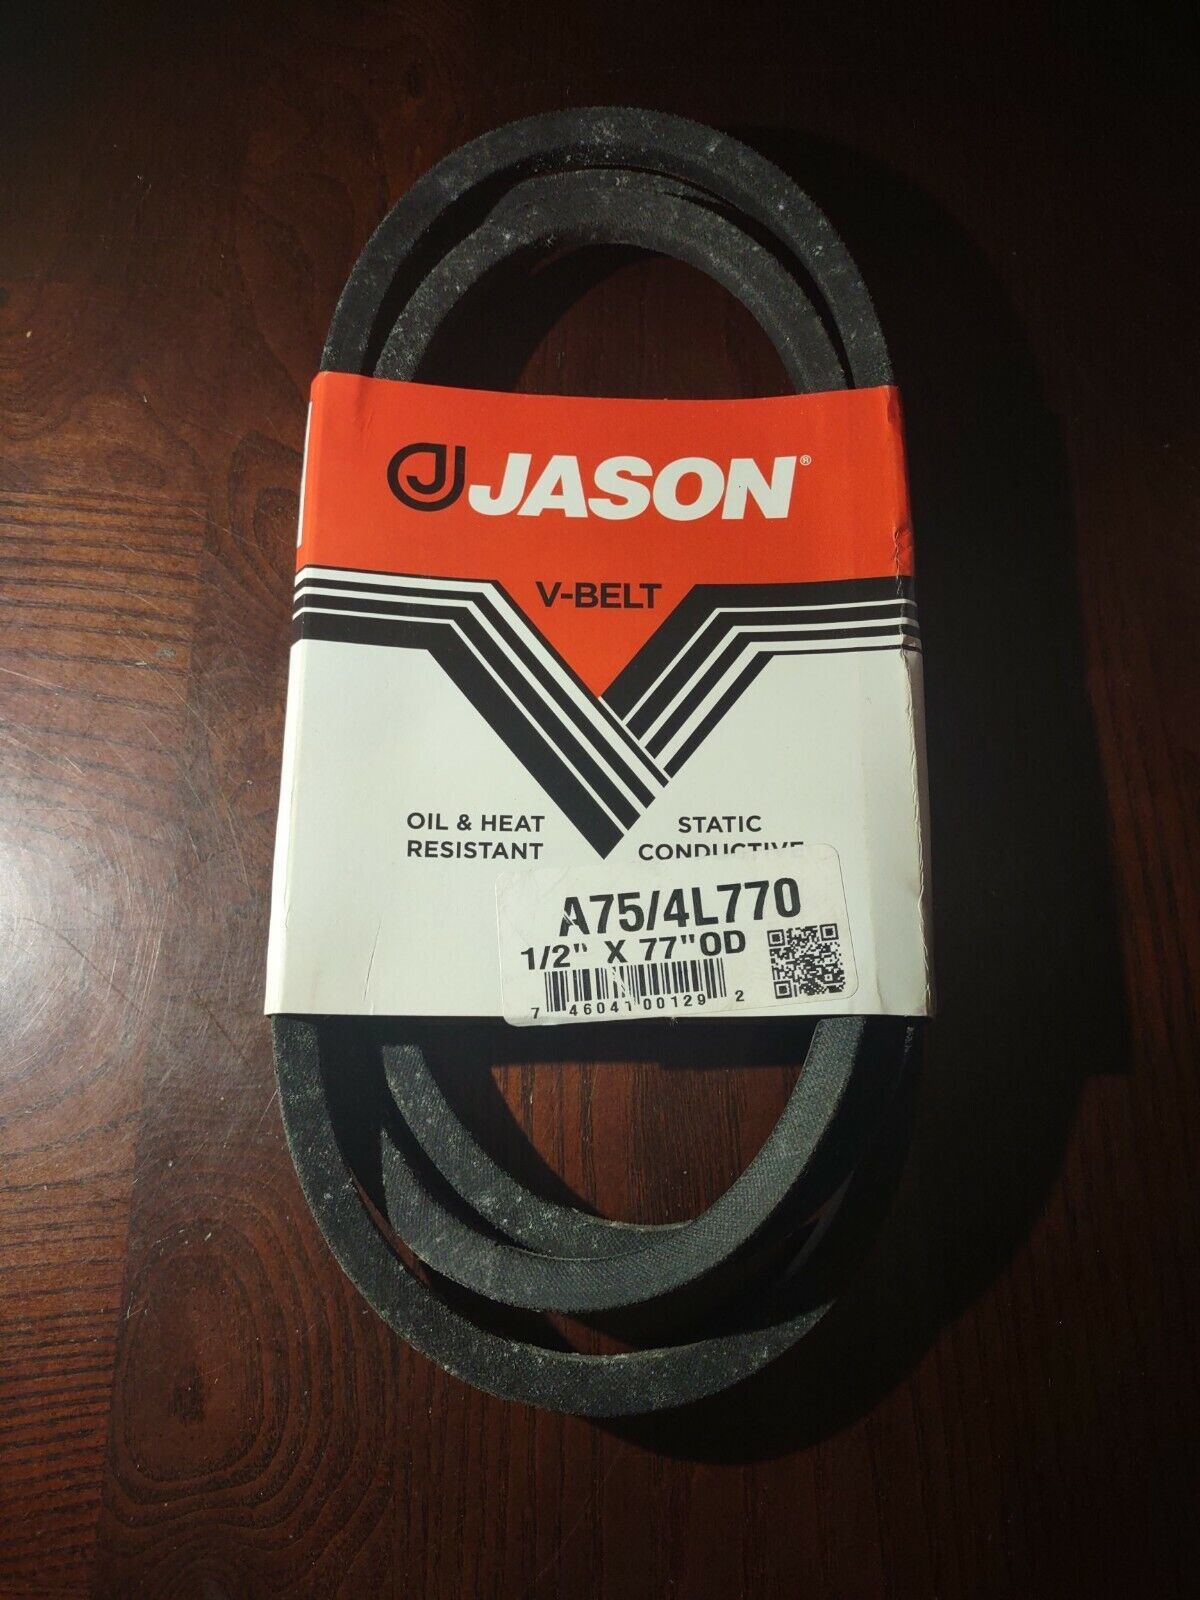 JASON®
V-BELT
OIL & HEAT
RESISTANT
STATIC
CONDUCTIVE
A75/4L770
1/2" X 77"OD
7 46041 00129 2